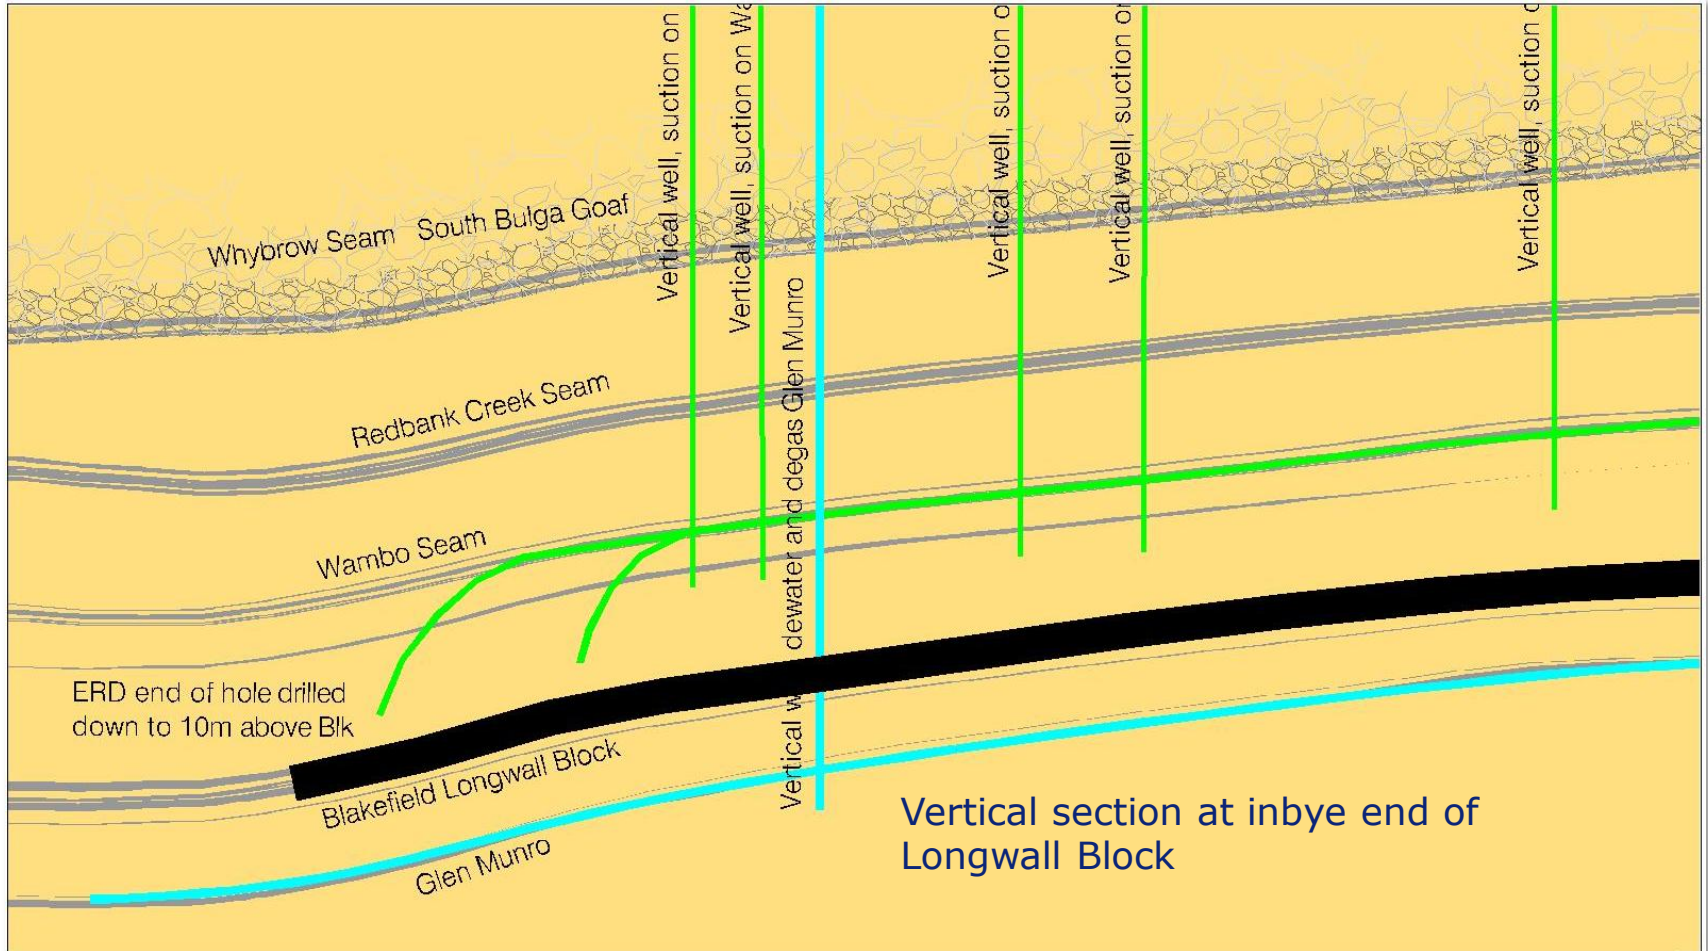 Vertical well, suction on
Vertical well, suction on Wa
Vertical well, suction o
Vertical well, suction on
Vertical well, suction o
Whybrow Seam South Bulga Goaf
Vertical w dewater and degas Glen Munro
Redbank Creek Seam
Wambo Seam
ERD end of hole drilled
down to 10m above Blk
Blakefield Longwall Block
Glen Munro
Vertical section at inbye end of
Longwall Block